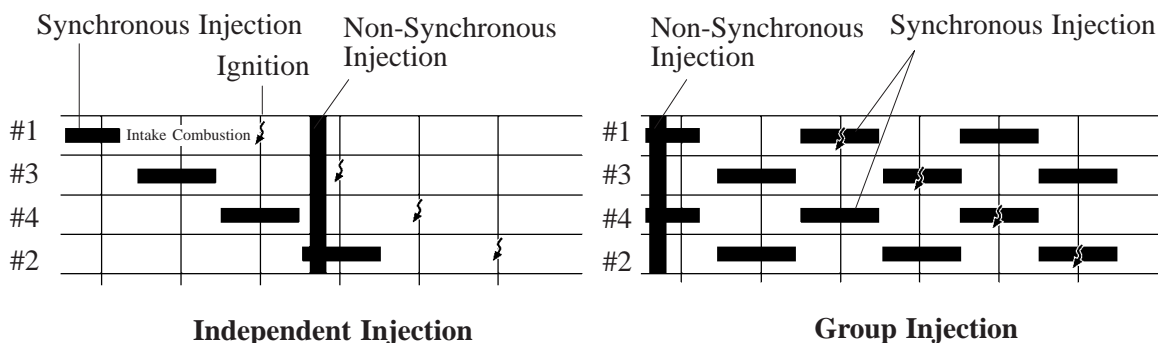 Synchronous Injection
Ignition
Non-Synchronous
Injection
#1
Intake Combustion
#3
#4
#2
Independent Injection
Non-Synchronous
Injection
Synchronous Injection
#1
#3
#4
#2
Group Injection